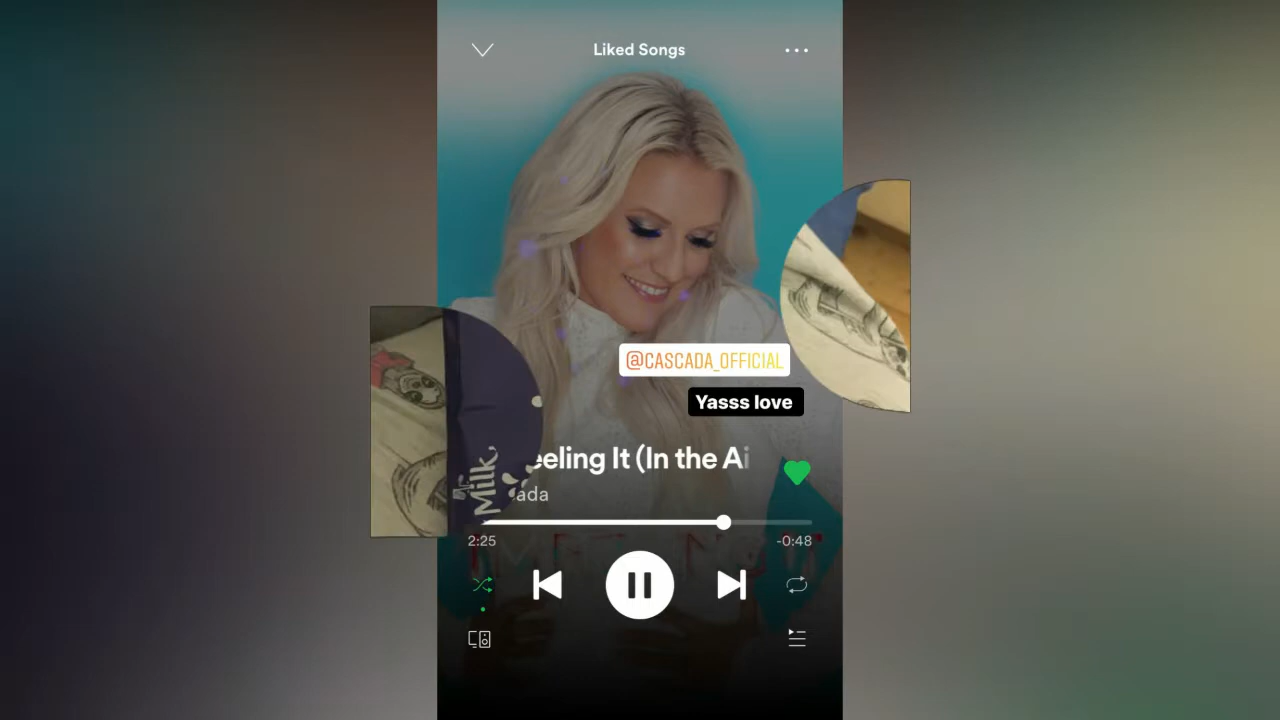 Liked Songs
@CASCADA_OFFICIAL
Yasss love
eeling It (In the Ai
ada
2:25
-0:48
Milk